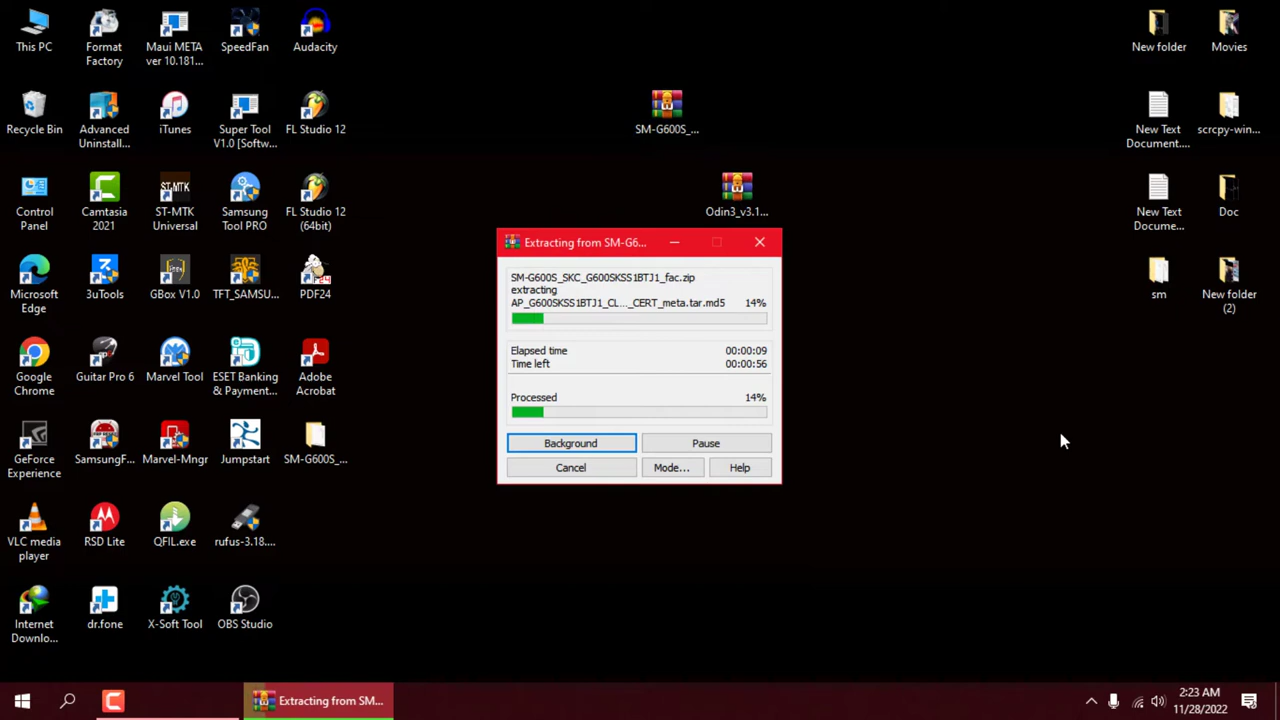 This PC
Format
Factory
Maui META
ver 10.181...
SpeedFan
Audacity
SM-G600S_...
New folder
Movies
Recycle Bin
Advanced
Uninstall...
iTunes
Super Tool
V1.0 [Softw...
FL Studio 12
New Text
Document....
scrcpy-win...
Control
Panel
Camtasia
2021
ST-MTK
ST-MTK
Universal
Samsung
Tool PRO
FL Studio 12
(64bit)
Odin3_v3.1...
New Text
Docume...
Doc
Microsoft
Edge
3uTools
GBox V1.0
TFT_SAMSU...
PDF24
sm
New folder
(2)
Extracting from SM-G6...
SM-G600S_SKC_G600SKSS1BTJ1_fac.zip
extracting
AP_G600SKSS1BTJ1_CL..._CERT_meta.tar.md5 14%
Elapsed time 00:00:09
Time left 00:00:56
Processed 14%
Background
Pause
Cancel
Mode...
Help
Google
Chrome
Guitar Pro 6
Marvel Tool
ESET Banking
& Payment...
Adobe
Acrobat
GeForce
Experience
SamsungF...
Marvel-Mngr
Jumpstart
SM-G600S_...
VLC media
player
RSD Lite
QFIL.exe
rufus-3.18....
Internet
Downlo...
dr.fone
X-Soft Tool
OBS Studio
Extracting from SM...
2:23 AM
11/28/2022